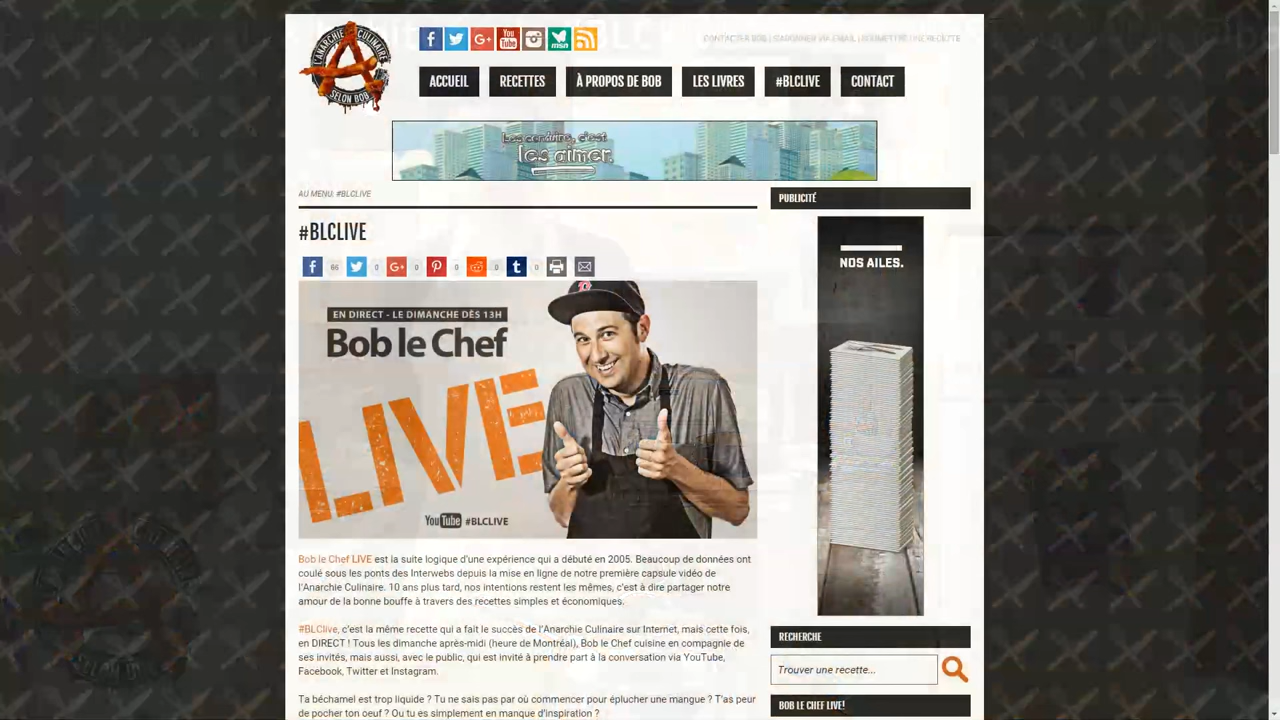 L'ANARCHIE CULINAIRE
SELON BOB
You
Tube
msn
CONTACTEZ BOB | S'ABONNER VIA EMAIL | SOUMETTRE UNE RECETTE
ACCUEIL
RECETTES
À PROPOS DE BOB
LES LIVRES
#BLCLIVE
CONTACT
c'est
les aimer.
AU MENU: #BLCLIVE
#BLCLIVE
66
0
0
0
0
0
EN DIRECT - LE DIMANCHE DÈS 13H
Bob le Chef
LIVE
YouTube #BLCLIVE
Bob le Chef LIVE est la suite logique d'une expérience qui a débuté en 2005. Beaucoup de données ont
coulé sous les ponts des Interwebs depuis la mise en ligne de notre première capsule vidéo de
l'Anarchie Culinaire. 10 ans plus tard, nos intentions restent les mêmes, c'est à dire partager notre
amour de la bonne bouffe à travers des recettes simples et économiques.
#BLClive, c'est la même recette qui a fait le succès de l'Anarchie Culinaire sur Internet, mais cette fois,
en DIRECT ! Tous les dimanche après-midi (heure de Montréal), Bob le Chef cuisine en compagnie de
ses invités, mais aussi, avec le public, qui est invité à prendre part à la conversation via YouTube,
Facebook, Twitter et Instagram.
Ta béchamel est trop liquide ? Tu ne sais pas par où commencer pour éplucher une mangue ? T'as peur
de pocher ton oeuf ? Ou tu es simplement en manque d'inspiration ?
PUBLICITÉ
NOS AILES.
RECHERCHE
Trouver une recette...
BOB LE CHEF LIVE!